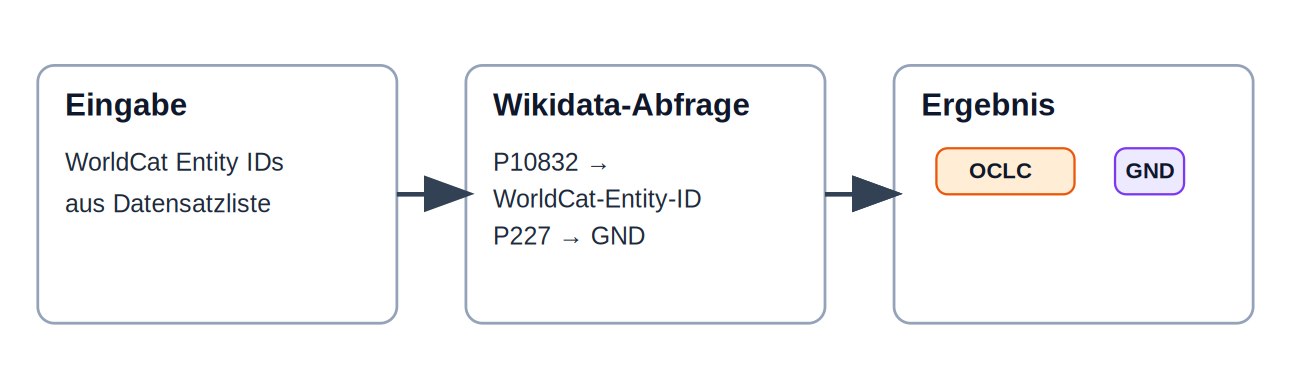 Eingabe
WorldCat Entity IDs
aus Datensatzliste
Wikidata-Abfrage
P10832 →
WorldCat-Entity-ID
P227 → GND
Ergebnis
OCLC
GND